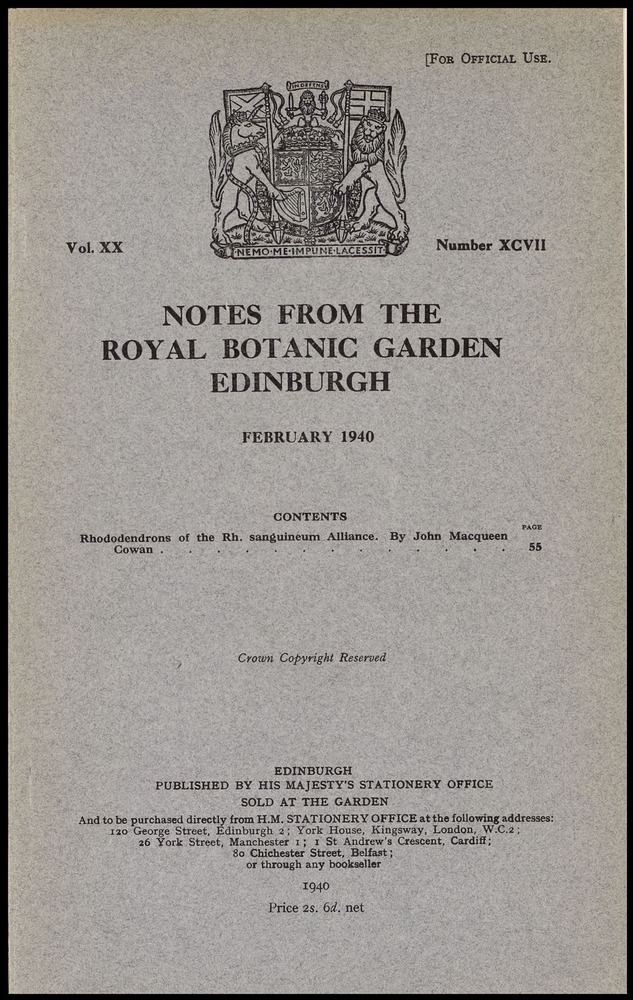 [FOR OFFICIAL USE.
IN DEFENS
NEMO·ME·IMPUNE·LACESSIT
Vol. XX
Number XCVII
NOTES FROM THE
ROYAL BOTANIC GARDEN
EDINBURGH
FEBRUARY 1940
CONTENTS
PAGE
Rhododendrons of the Rh. sanguineum Alliance. By John Macqueen
Cowan . . . . . . . . . . . . . 55
Crown Copyright Reserved
EDINBURGH
PUBLISHED BY HIS MAJESTY'S STATIONERY OFFICE
SOLD AT THE GARDEN
And to be purchased directly from H.M. STATIONERY OFFICE at the following addresses:
120 George Street, Edinburgh 2; York House, Kingsway, London, W.C.2;
26 York Street, Manchester 1; 1 St Andrew's Crescent, Cardiff;
80 Chichester Street, Belfast;
or through any bookseller
1940
Price 2s. 6d. net